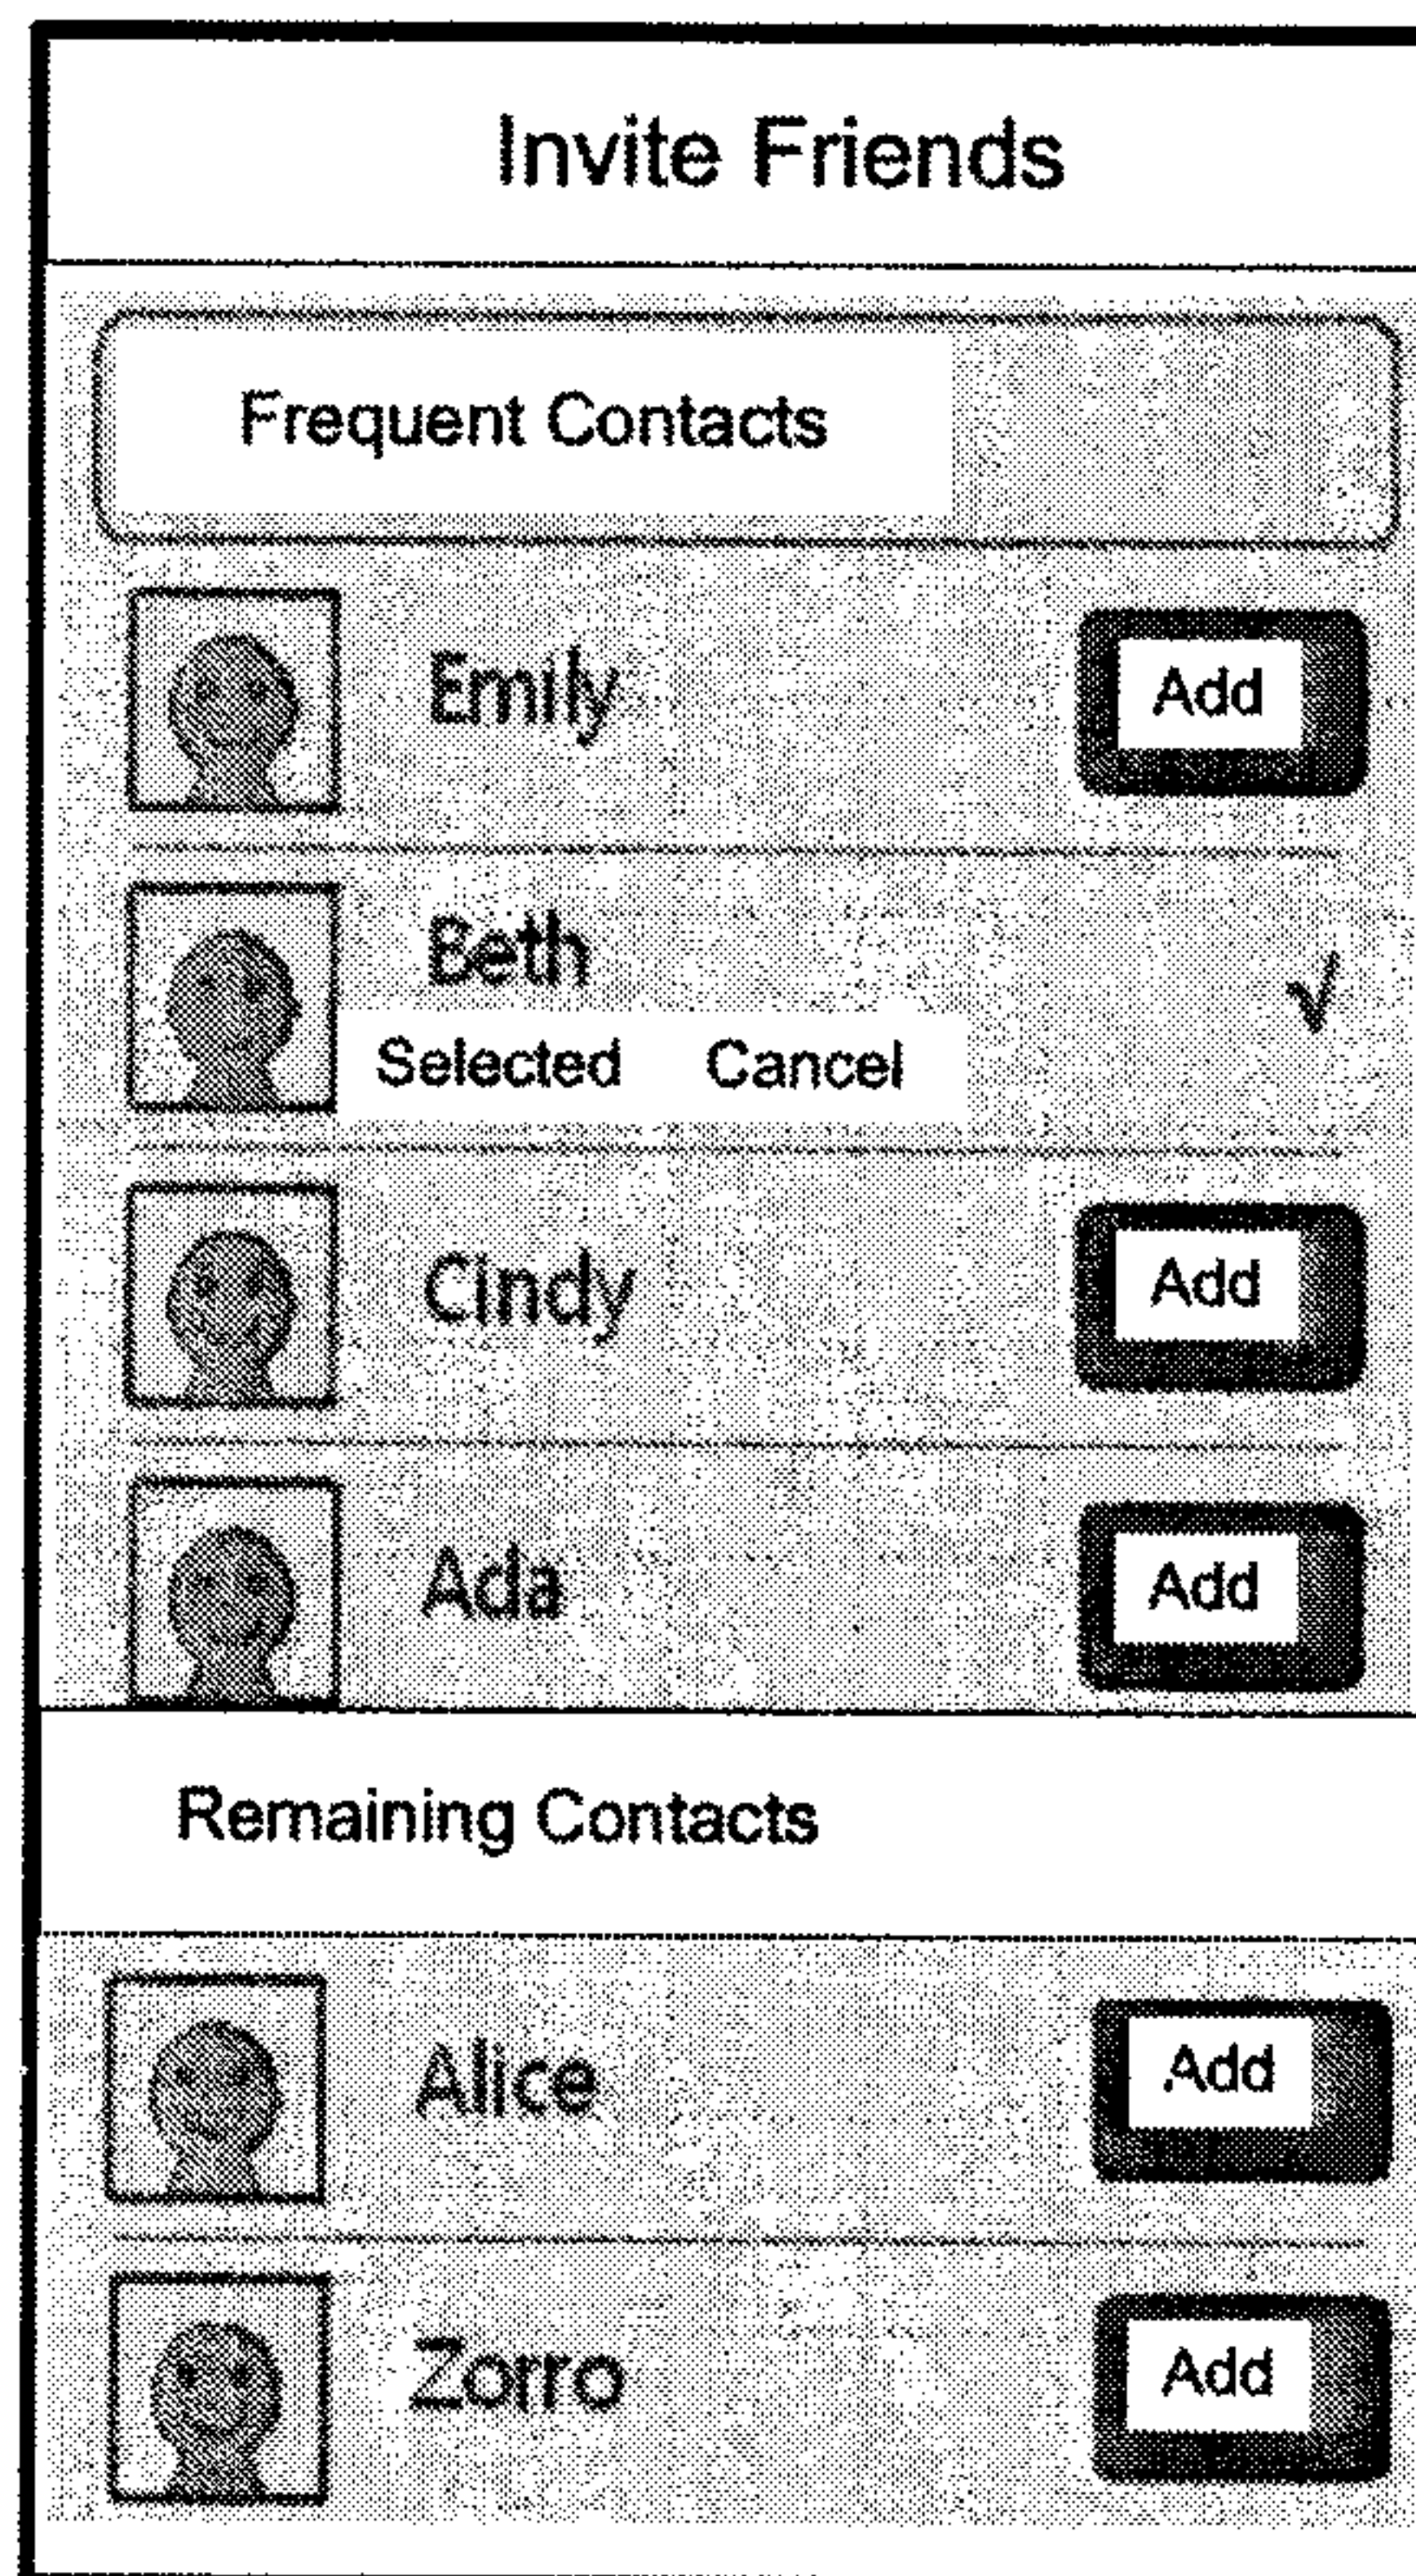 Invite Friends
Frequent Contacts
Emily Add
Beth √
Selected Cancel
Cindy Add
Ada Add
Remaining Contacts
Alice Add
Zorro Add